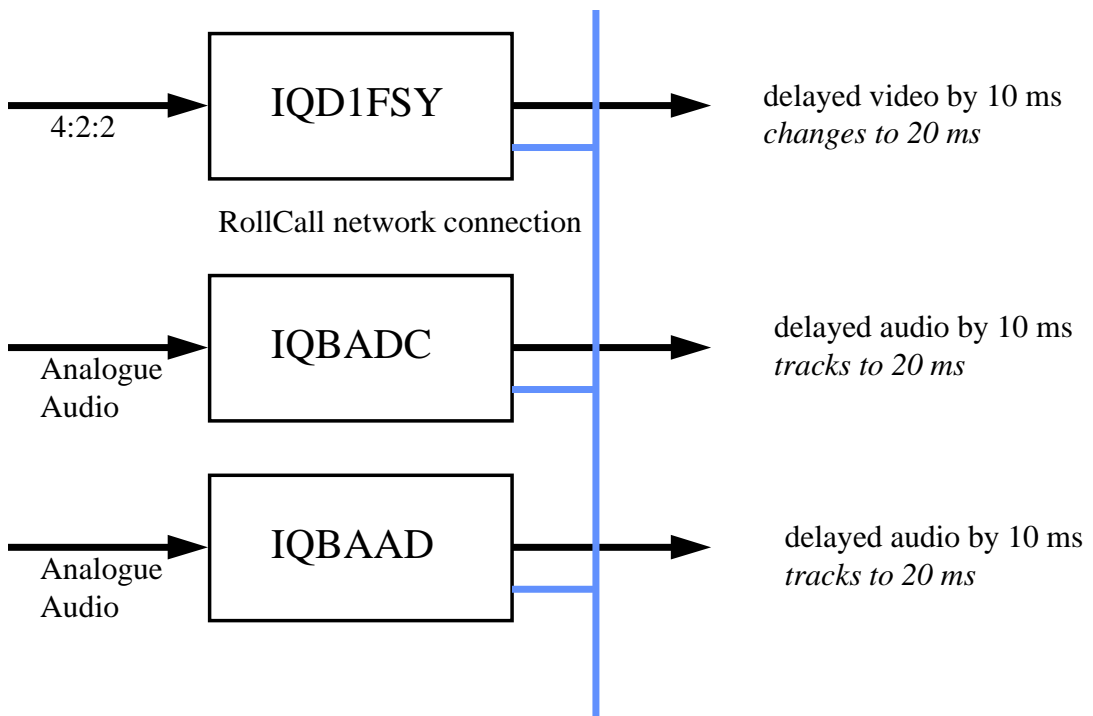 IQD1FSY
4:2:2
delayed video by 10 ms
changes to 20 ms
RollCall network connection
IQBADC
Analogue
Audio
delayed audio by 10 ms
tracks to 20 ms
IQBAAD
Analogue
Audio
delayed audio by 10 ms
tracks to 20 ms